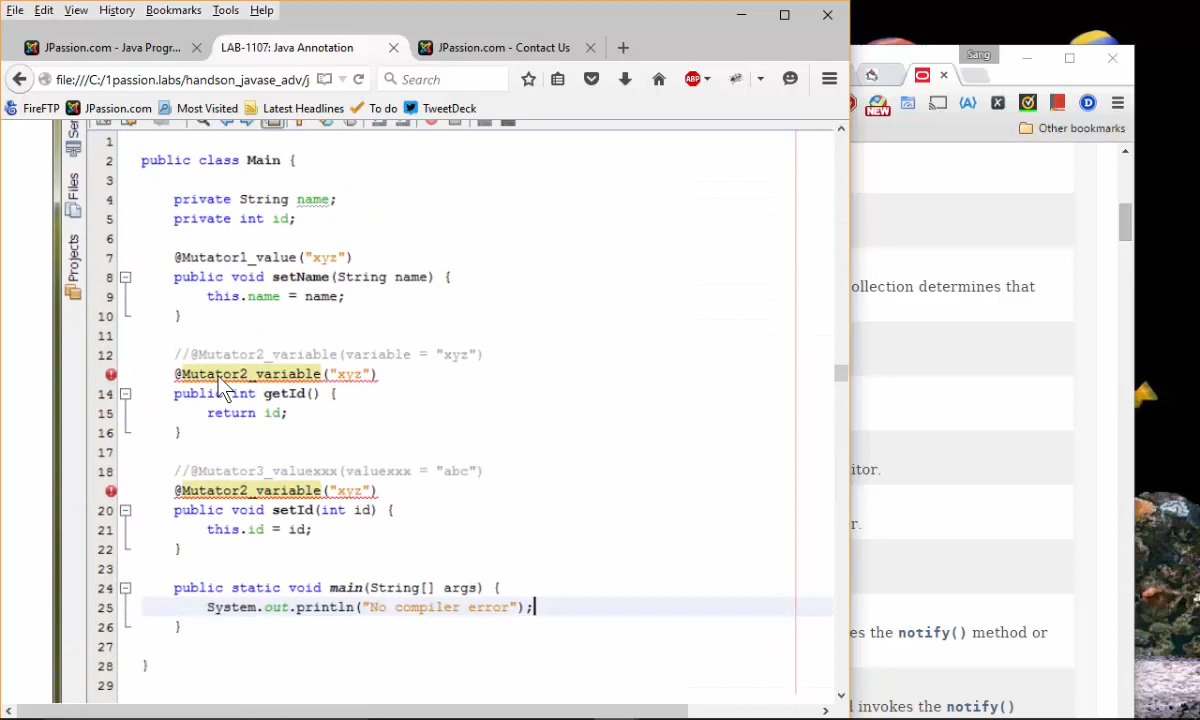 File Edit View History Bookmarks Tools Help
Sang
JPassion.com - Java Progr...
LAB-1107: Java Annotation
JPassion.com - Contact Us
file:///C:/1passion.labs/handson_javase_adv/j
Search
ABP
NEW
FireFTP JPassion.com Most Visited Latest Headlines To do TweetDeck
Other bookmarks
Files
Projects
1
2 public class Main {
3
4 private String name;
5 private int id;
6
7 @Mutator1_value("xyz")
8 public void setName(String name) {
9 this.name = name;
10 }
11
12 //@Mutator2_variable(variable = "xyz")
@Mutator2_variable("xyz")
14 public int getId() {
15 return id;
16 }
17
18 //@Mutator3_valuexxx(valuexxx = "abc")
@Mutator2_variable("xyz")
20 public void setId(int id) {
21 this.id = id;
22 }
23
24 public static void main(String[] args) {
25 System.out.println("No compiler error");
26 }
27
28 }
29
ollection determines that
itor.
r.
es the notify() method or
l invokes the notify()